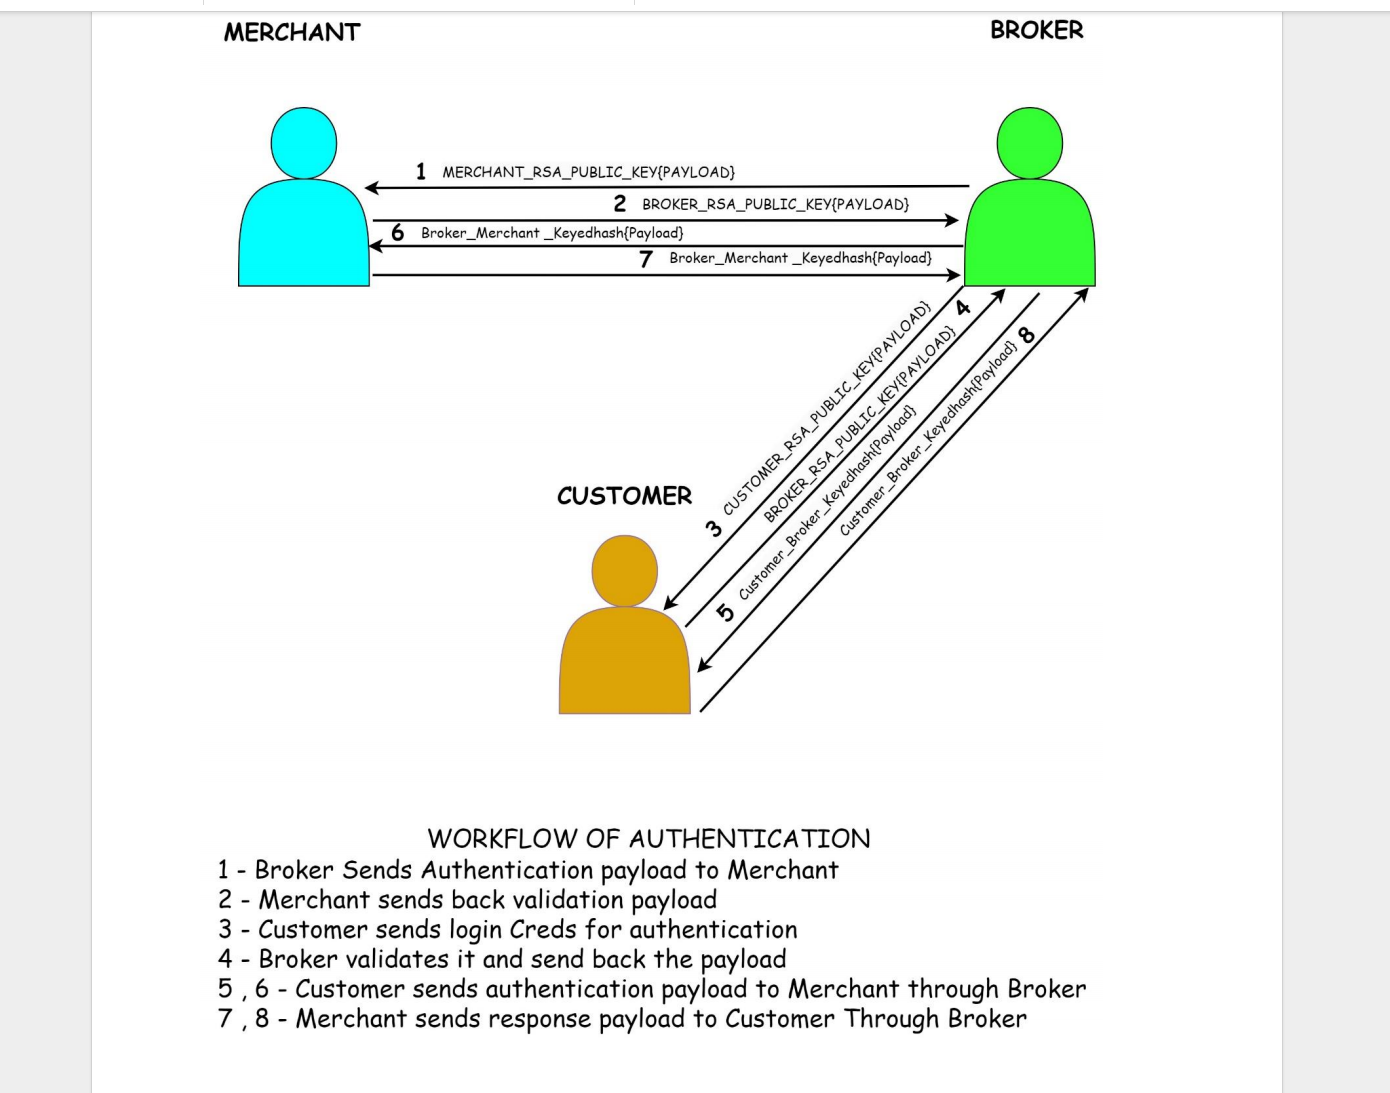 MERCHANT
BROKER
1 MERCHANT_RSA_PUBLIC_KEY{PAYLOAD}
2 BROKER_RSA_PUBLIC_KEY{PAYLOAD}
6 Broker_Merchant _Keyedhash{Payload}
7 Broker_Merchant _Keyedhash{Payload}
3 CUSTOMER_RSA_PUBLIC_KEY{PAYLOAD}
BROKER_RSA_PUBLIC_KEY{PAYLOAD} 4
5 Customer_Broker_Keyedhash{Payload}
Customer_Broker_Keyedhash{Payload} 8
CUSTOMER
WORKFLOW OF AUTHENTICATION
1 - Broker Sends Authentication payload to Merchant
2 - Merchant sends back validation payload
3 - Customer sends login Creds for authentication
4 - Broker validates it and send back the payload
5 , 6 - Customer sends authentication payload to Merchant through Broker
7 , 8 - Merchant sends response payload to Customer Through Broker